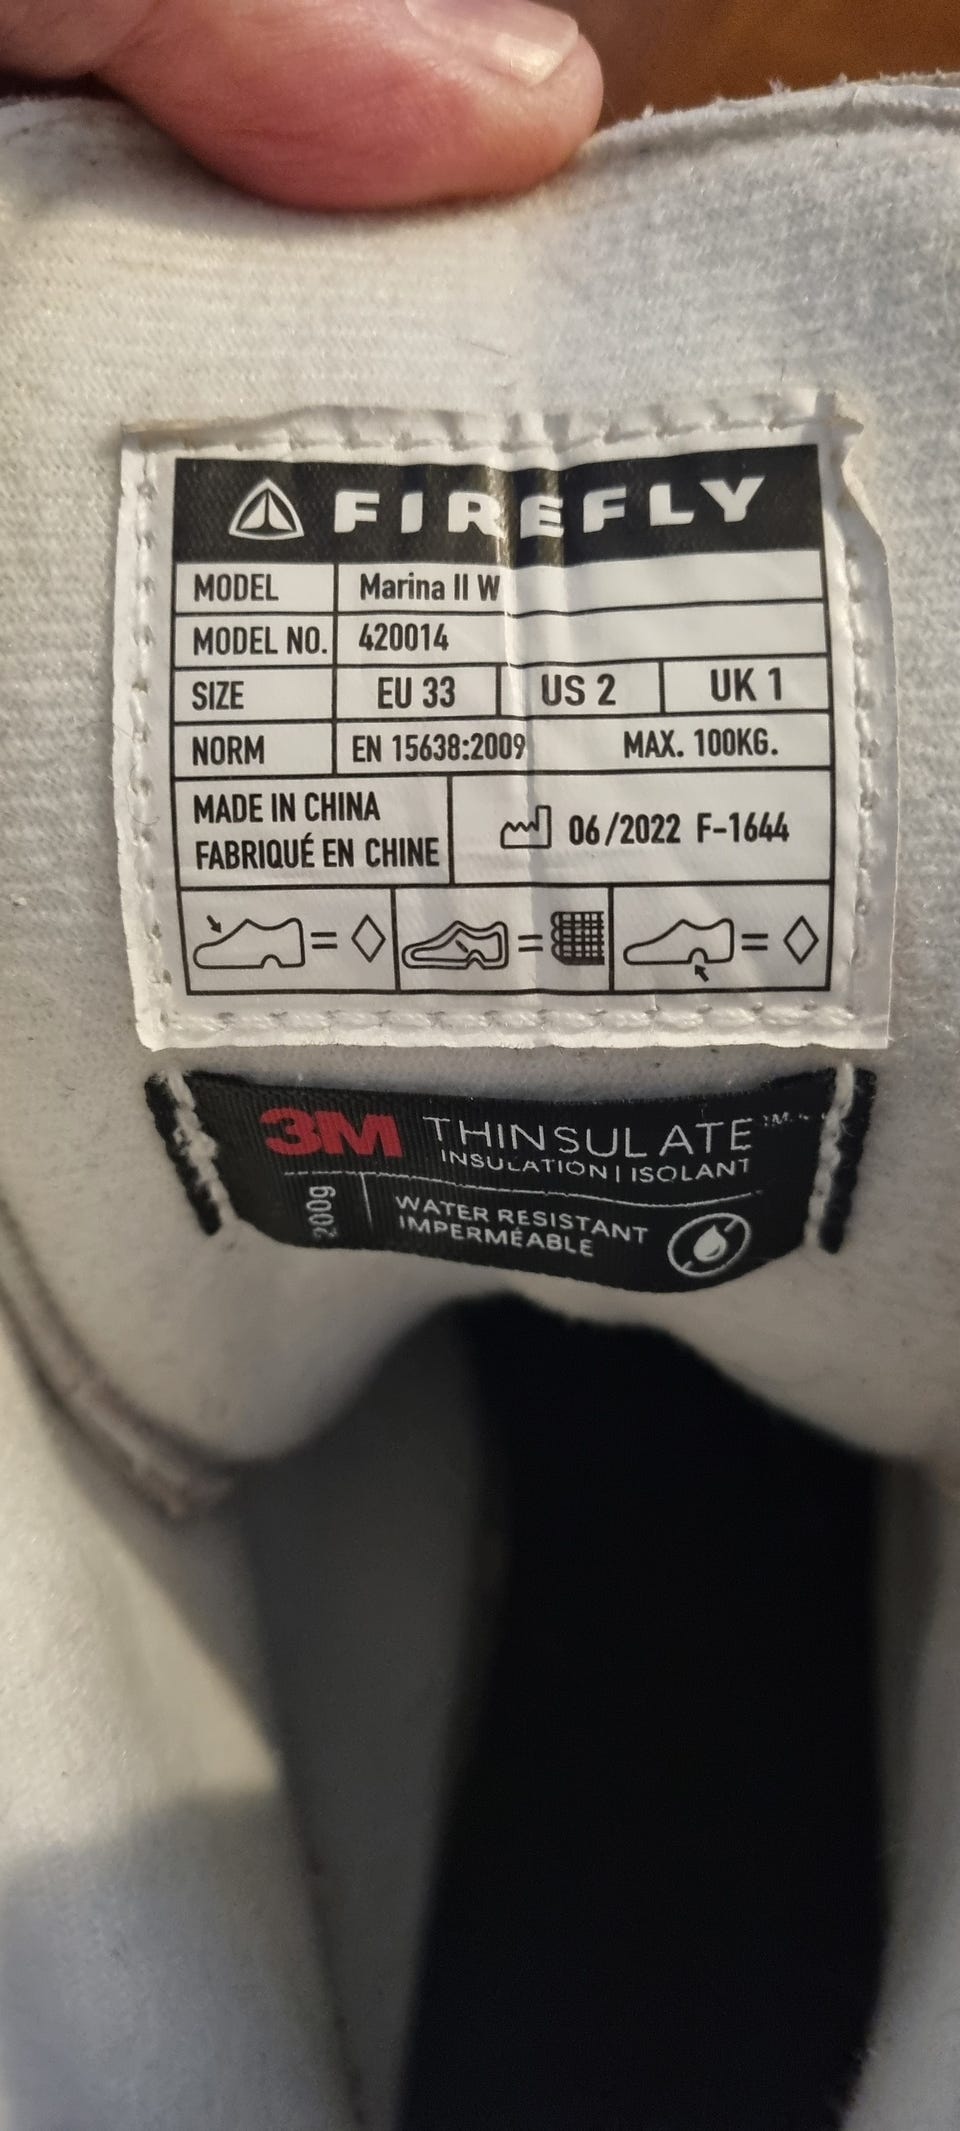 FIREFLY
MODEL Marina II W
MODEL NO. 420014
SIZE EU 33 US 2 UK 1
NORM EN 15638:2009 MAX. 100KG.
MADE IN CHINA
FABRIQUÉ EN CHINE
06/2022 F-1644
= = =
3M THINSULATE™
INSULATION | ISOLANT
200g
WATER RESISTANT
IMPERMÉABLE